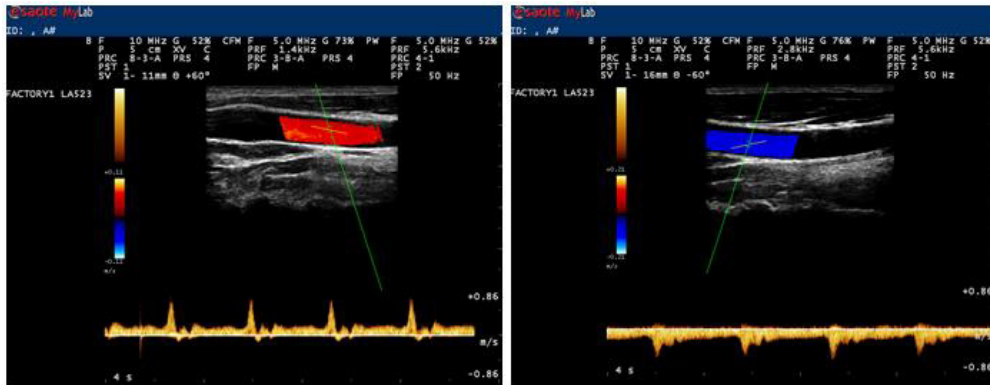 esaote MyLab
ID: , A#
B F 10 MHz G 52% CFM F 5.0 MHz G 73% PW F 5.0 MHz G 52%
P 5 cm XV C PRF 1.4kHz PRF 5.6kHz
PRC 8-3-A PRS 4 PRC 3-8-A PRS 4 PRC 4-1
PST 1 FP M PST 2
SV 1- 11mm θ +60° FP 50 Hz
FACTORY1 LA523
+0.11
-0.11
m/s
+0.86
m/s
-0.86
4 s
esaote MyLab
ID: , A#
B F 10 MHz G 52% CFM F 5.0 MHz G 76% PW F 5.0 MHz G 52%
P 5 cm XV C PRF 2.8kHz PRF 5.6kHz
PRC 8-3-A PRS 4 PRC 3-8-A PRS 4 PRC 4-1
PST 1 FP M PST 2
SV 1- 16mm θ -60° FP 50 Hz
FACTORY1 LA523
m/s
+0.86
m/s
-0.86
4 s